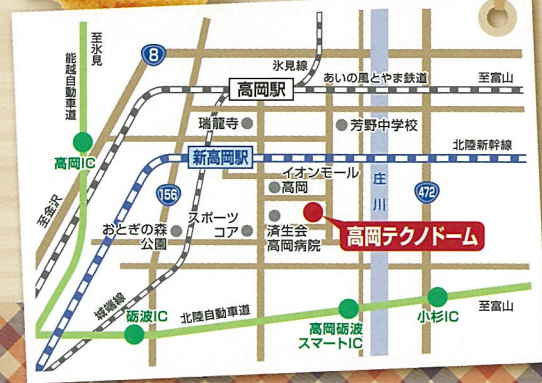 至氷見
能越自動車道
8
氷見線
あいの風とやま鉄道
至富山
高岡駅
瑞龍寺
芳野中学校
高岡IC
新高岡駅
北陸新幹線
イオンモール
高岡
庄川
156
472
至金沢
おとぎの森
公園
スポーツ
コア
済生会
高岡病院
高岡テクノドーム
城端線
砺波IC
北陸自動車道
高岡砺波
スマートIC
小杉IC
至富山